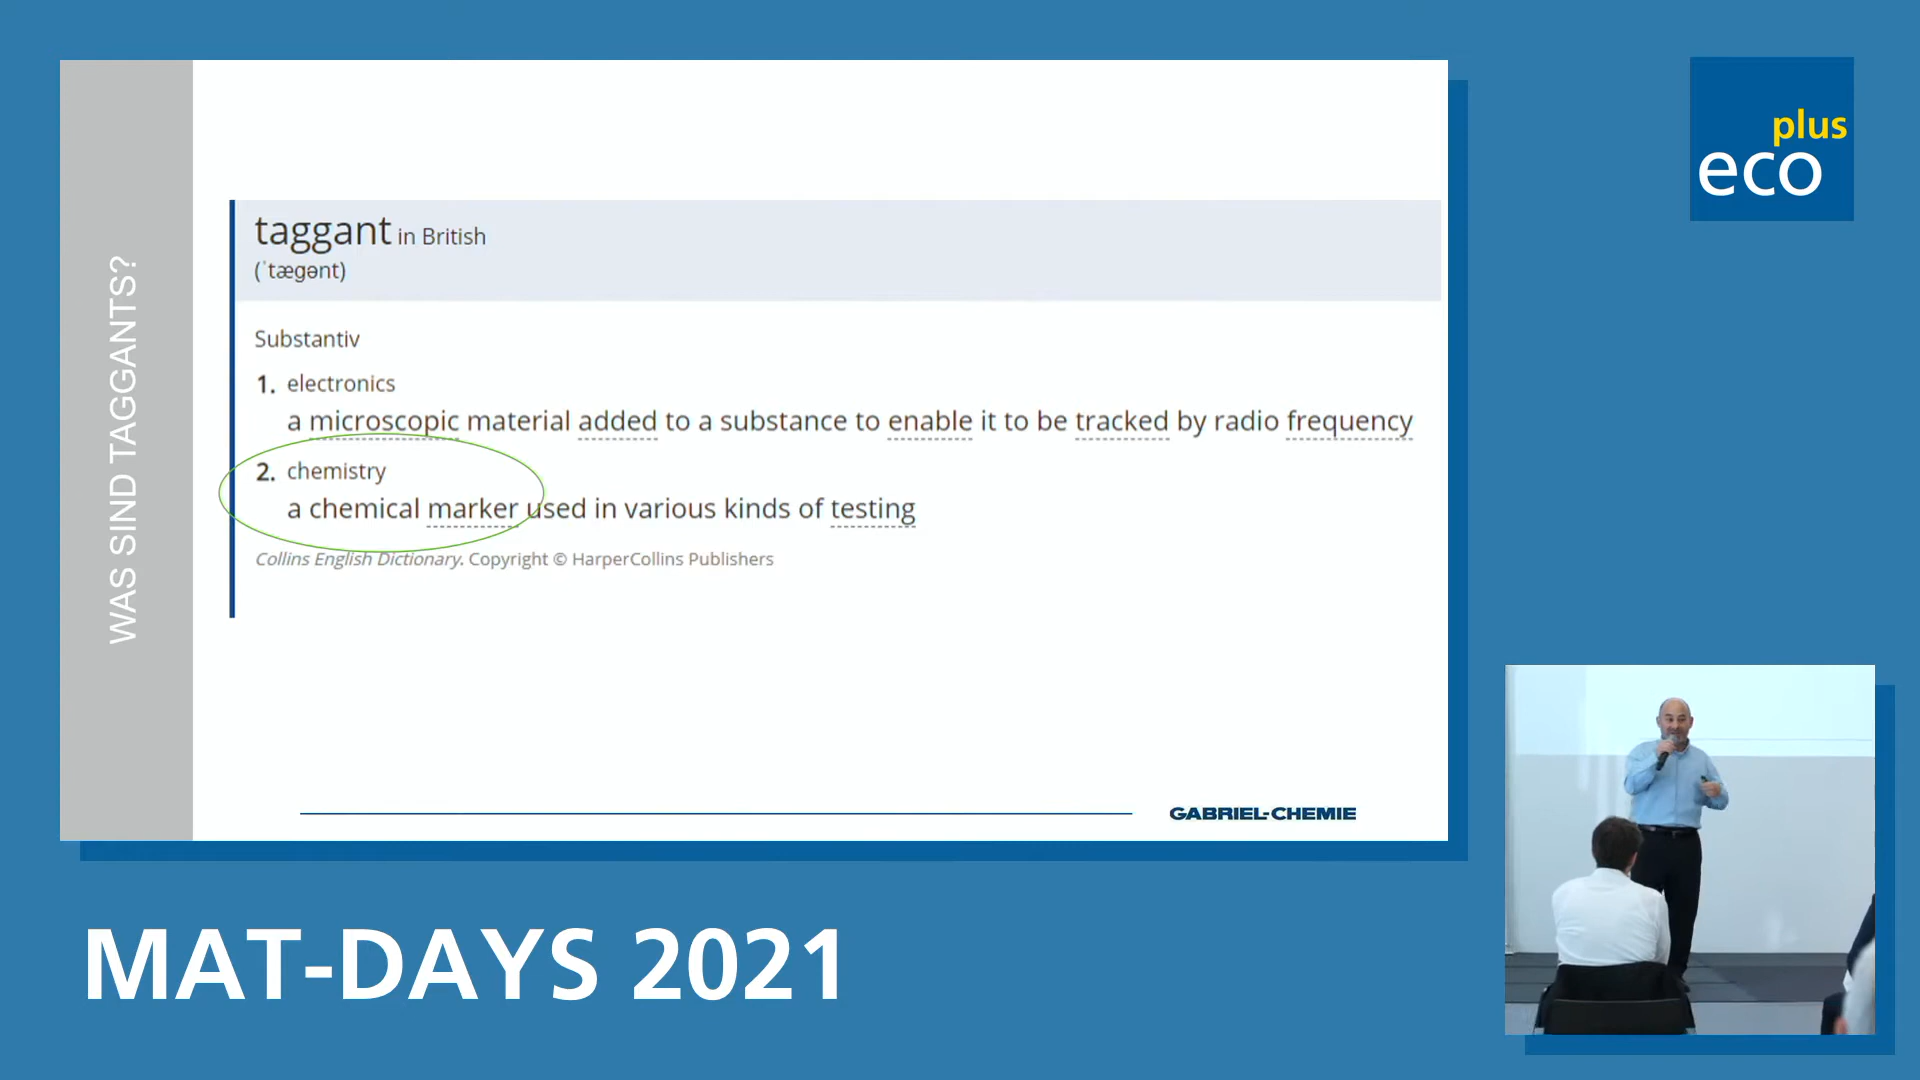 WAS SIND TAGGANTS?
taggant in British
(ˈtægənt)
Substantiv
1. electronics
a microscopic material added to a substance to enable it to be tracked by radio frequency
2. chemistry
a chemical marker used in various kinds of testing
Collins English Dictionary. Copyright © HarperCollins Publishers
GABRIEL-CHEMIE
plus
eco
MAT-DAYS 2021